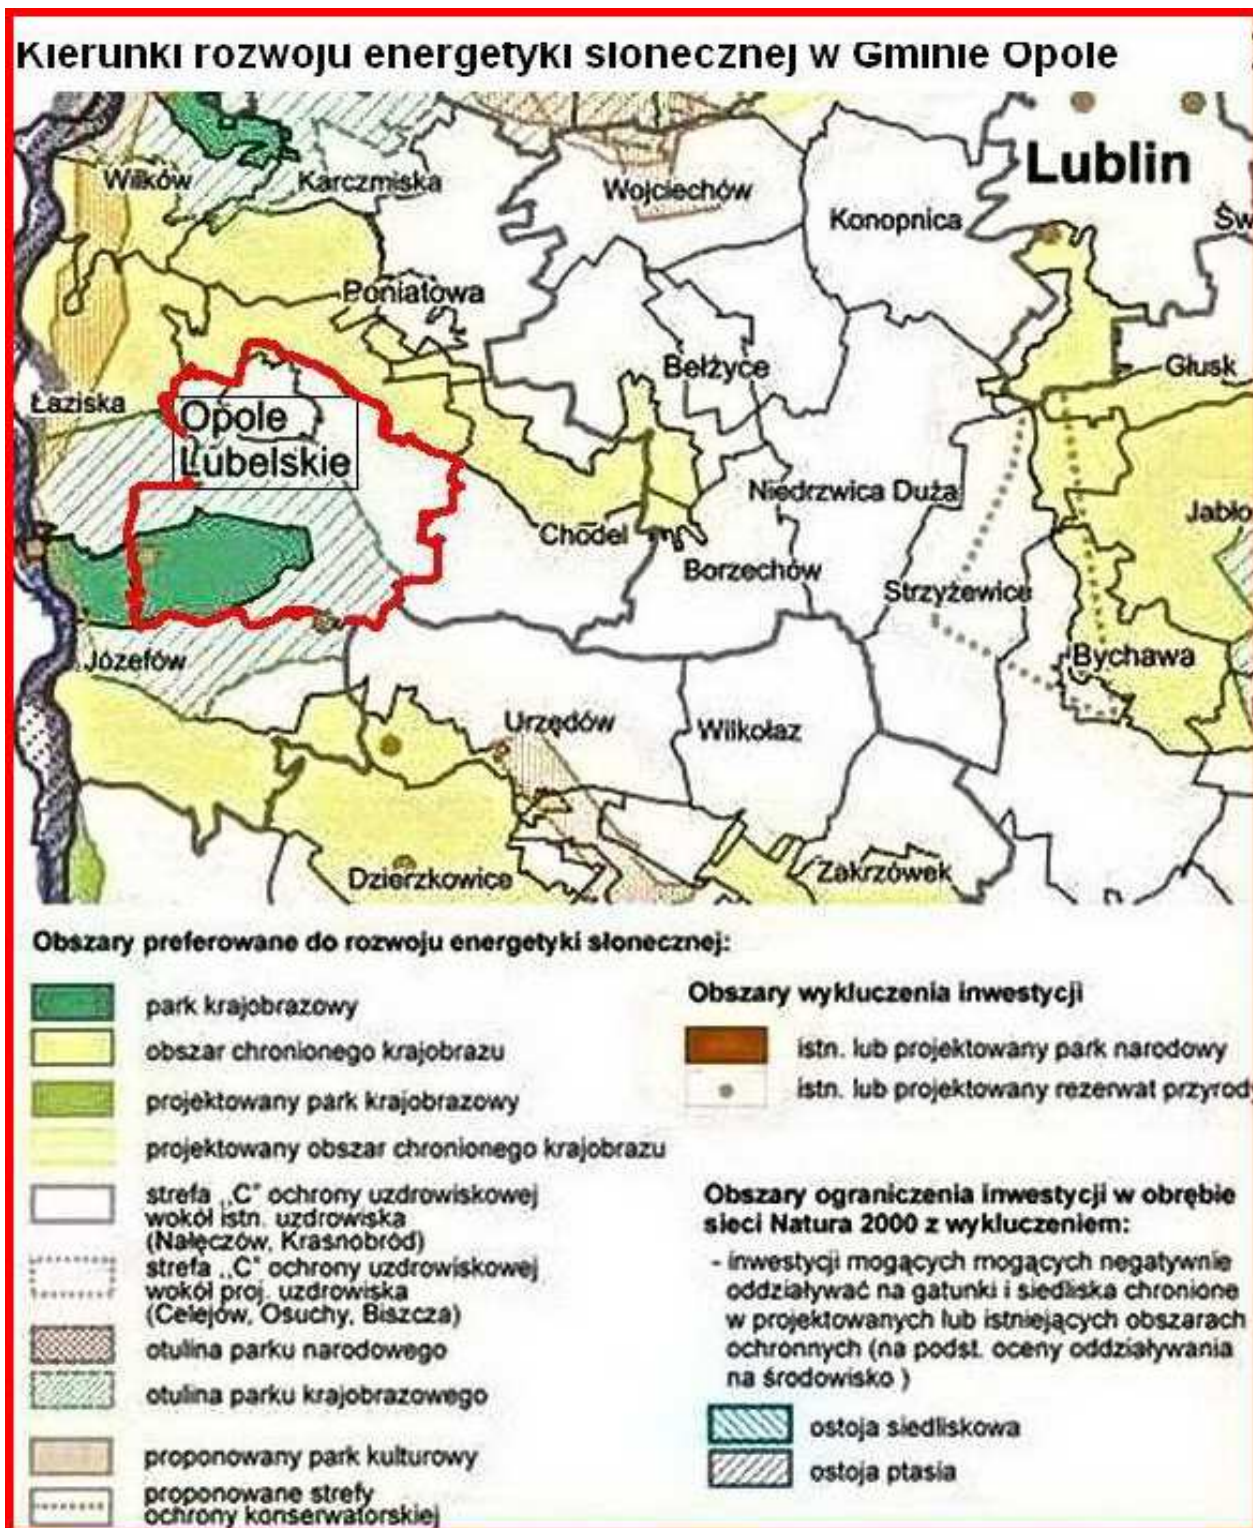 Kierunki rozwoju energetyki słonecznej w Gminie Opole
Lublin
Wilków
Karczmiska
Wojciechów
Konopnica
Poniatowa
Bełżyce
Głusk
Łaziska
Opole
Lubelskie
Niedrzwica Duża
Chodel
Borzechów
Strzyżewice
Józefów
Bychawa
Urzędów
Wilkołaz
Dzierzkowice
Zakrzówek
Obszary preferowane do rozwoju energetyki słonecznej:
park krajobrazowy
obszar chronionego krajobrazu
projektowany park krajobrazowy
projektowany obszar chronionego krajobrazu
strefa „C" ochrony uzdrowiskowej
wokół istn. uzdrowiska
(Nałęczów, Krasnobród)
strefa „C" ochrony uzdrowiskowej
wokół proj. uzdrowiska
(Celejów, Osuchy, Biszcza)
otulina parku narodowego
otulina parku krajobrazowego
proponowany park kulturowy
proponowane strefy
ochrony konserwatorskiej
Obszary wykluczenia inwestycji
istn. lub projektowany park narodowy
istn. lub projektowany rezerwat przyrody
Obszary ograniczenia inwestycji w obrębie
sieci Natura 2000 z wykluczeniem:
- inwestycji mogących mogących negatywnie
oddziaływać na gatunki i siedliska chronione
w projektowanych lub istniejących obszarach
ochronnych (na podst. oceny oddziaływania
na środowisko )
ostoja siedliskowa
ostoja ptasia